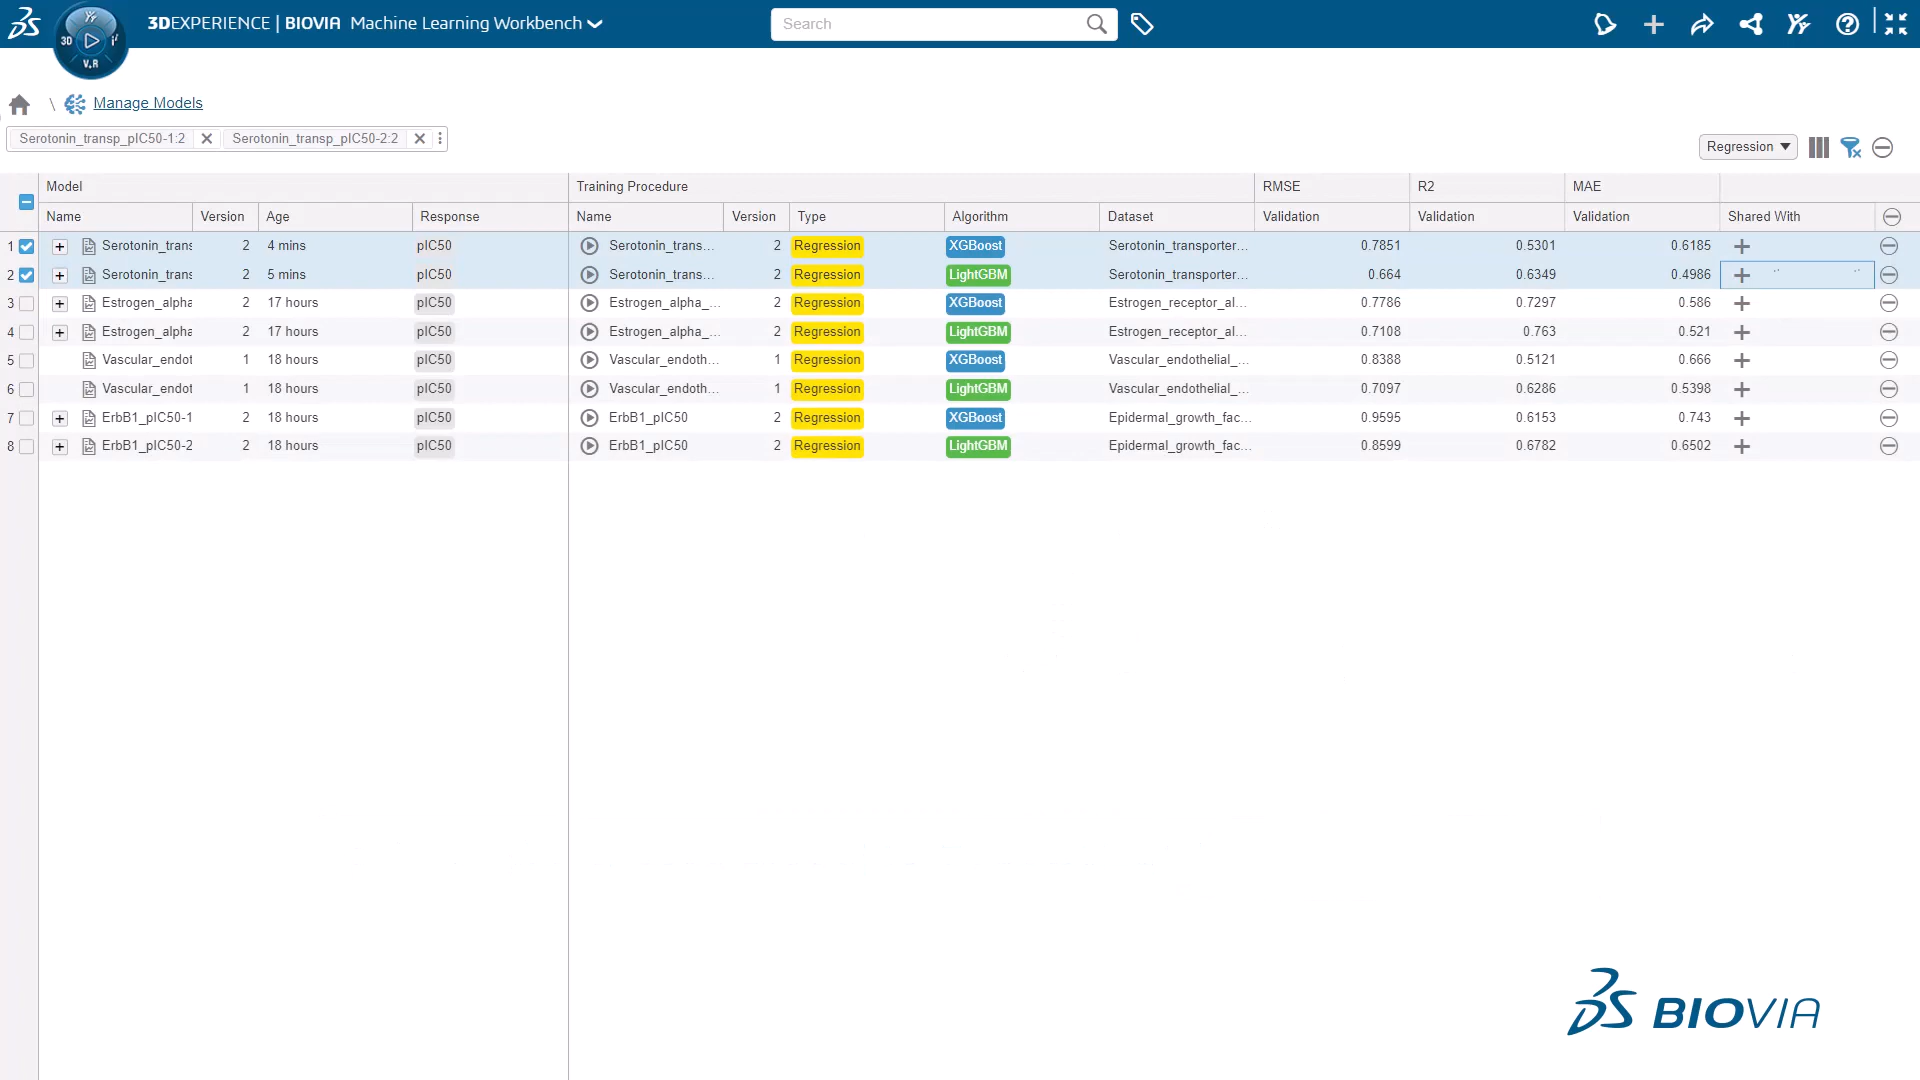 3DEXPERIENCE | BIOVIA Machine Learning Workbench
Search
3D
V.R
\ Manage Models
Serotonin_transp_pIC50-1:2 Serotonin_transp_pIC50-2:2
Regression
Model Training Procedure RMSE R2 MAE
Name Version Age Response Name Version Type Algorithm Dataset Validation Validation Validation Shared With
1 Serotonin_trans 2 4 mins pIC50 Serotonin_trans... 2 Regression XGBoost Serotonin_transporter... 0.7851 0.5301 0.6185
2 Serotonin_trans 2 5 mins pIC50 Serotonin_trans... 2 Regression LightGBM Serotonin_transporter... 0.664 0.6349 0.4986
3 Estrogen_alpha 2 17 hours pIC50 Estrogen_alpha_... 2 Regression XGBoost Estrogen_receptor_al... 0.7786 0.7297 0.586
4 Estrogen_alpha 2 17 hours pIC50 Estrogen_alpha_... 2 Regression LightGBM Estrogen_receptor_al... 0.7108 0.763 0.521
5 Vascular_endot 1 18 hours pIC50 Vascular_endoth... 1 Regression XGBoost Vascular_endothelial_... 0.8388 0.5121 0.666
6 Vascular_endot 1 18 hours pIC50 Vascular_endoth... 1 Regression LightGBM Vascular_endothelial_... 0.7097 0.6286 0.5398
7 ErbB1_pIC50-1 2 18 hours pIC50 ErbB1_pIC50 2 Regression XGBoost Epidermal_growth_fac... 0.9595 0.6153 0.743
8 ErbB1_pIC50-2 2 18 hours pIC50 ErbB1_pIC50 2 Regression LightGBM Epidermal_growth_fac... 0.8599 0.6782 0.6502
BIOVIA